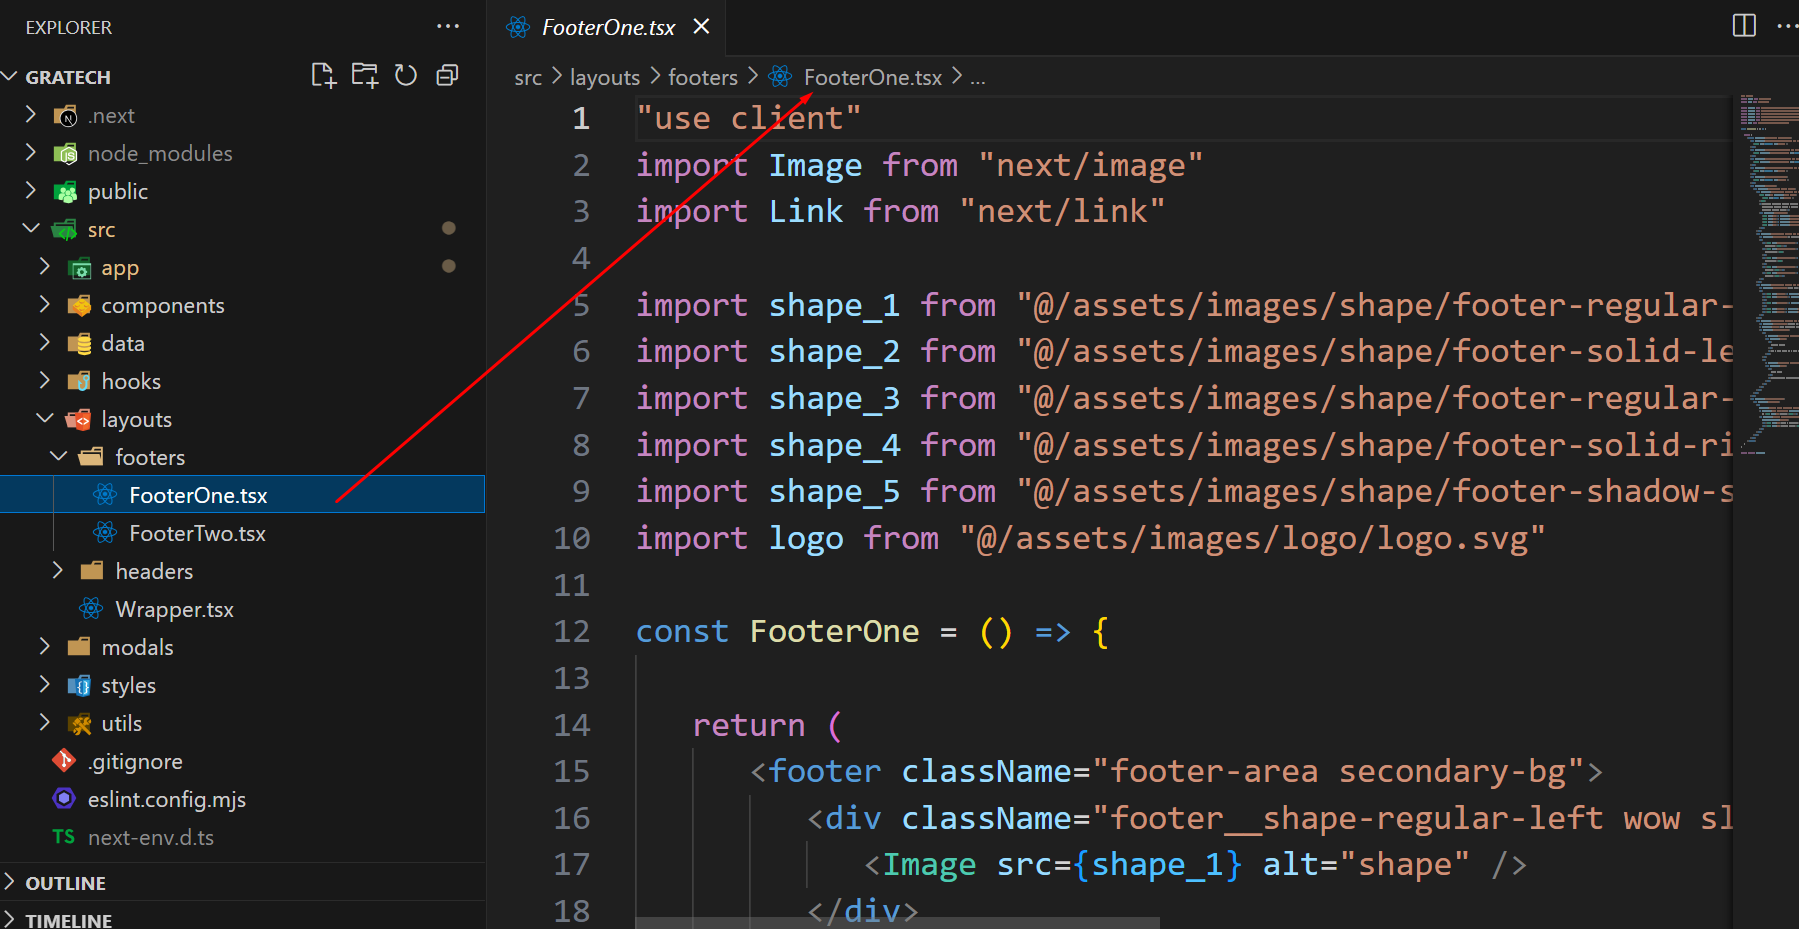 EXPLORER
GRATECH
.next
node_modules
public
src
app
components
data
hooks
layouts
footers
FooterOne.tsx
FooterTwo.tsx
headers
Wrapper.tsx
modals
styles
utils
.gitignore
eslint.config.mjs
TS next-env.d.ts
OUTLINE
TIMELINE
FooterOne.tsx
src > layouts > footers > FooterOne.tsx > ...
1 "use client"
2 import Image from "next/image"
3 import Link from "next/link"
4
5 import shape_1 from "@/assets/images/shape/footer-regular-
6 import shape_2 from "@/assets/images/shape/footer-solid-le
7 import shape_3 from "@/assets/images/shape/footer-regular-
8 import shape_4 from "@/assets/images/shape/footer-solid-ri
9 import shape_5 from "@/assets/images/shape/footer-shadow-s
10 import logo from "@/assets/images/logo/logo.svg"
11
12 const FooterOne = () => {
13
14 return (
15 <footer className="footer-area secondary-bg">
16 <div className="footer__shape-regular-left wow sl
17 <Image src={shape_1} alt="shape" />
18 </div>